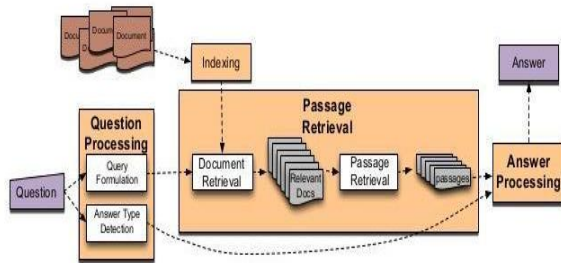 Document
Indexing
Answer
Question
Processing
Passage
Retrieval
Query
Formulation
Document
Retrieval
Relevant
Docs
Passage
Retrieval
passages
Answer
Processing
Question
Answer Type
Detection